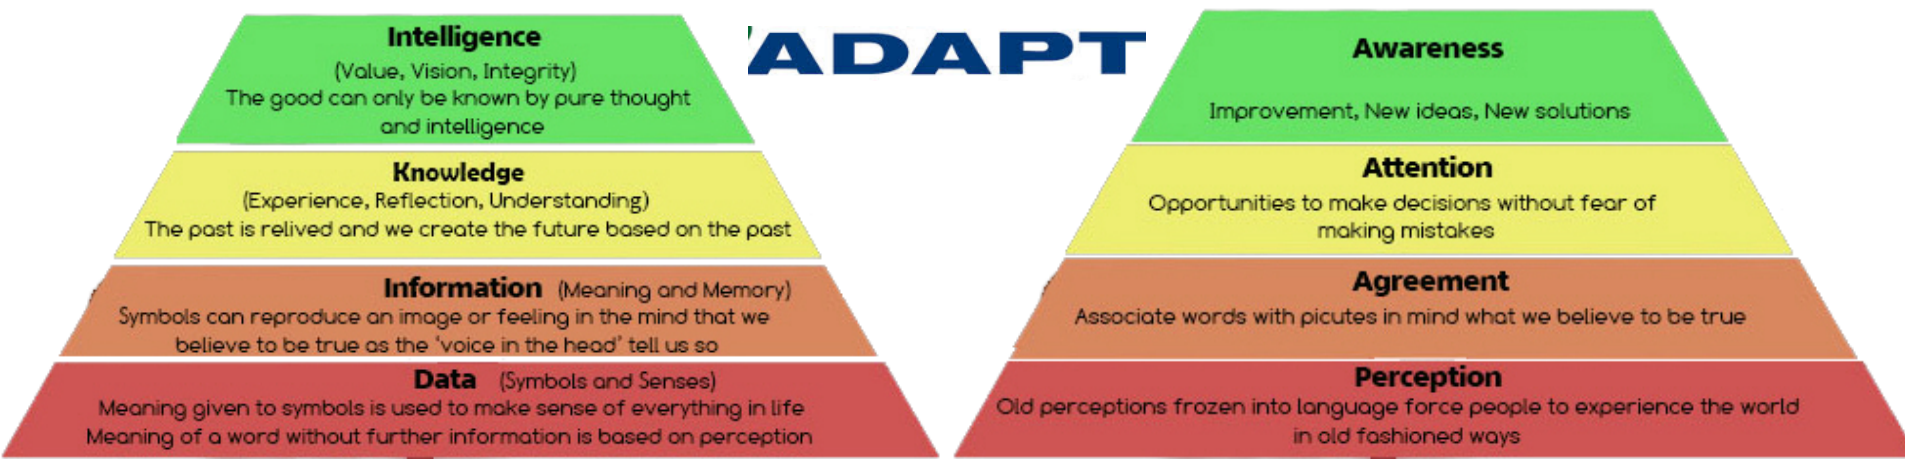 Intelligence
(Value, Vision, Integrity)
The good can only be known by pure thought
and intelligence
Knowledge
(Experience, Reflection, Understanding)
The past is relived and we create the future based on the past
Information (Meaning and Memory)
Symbols can reproduce an image or feeling in the mind that we
believe to be true as the 'voice in the head' tell us so
Data (Symbols and Senses)
Meaning given to symbols is used to make sense of everything in life
Meaning of a word without further information is based on perception
ADAPT
Awareness
Improvement, New ideas, New solutions
Attention
Opportunities to make decisions without fear of
making mistakes
Agreement
Associate words with picutes in mind what we believe to be true
Perception
Old perceptions frozen into language force people to experience the world
in old fashioned ways